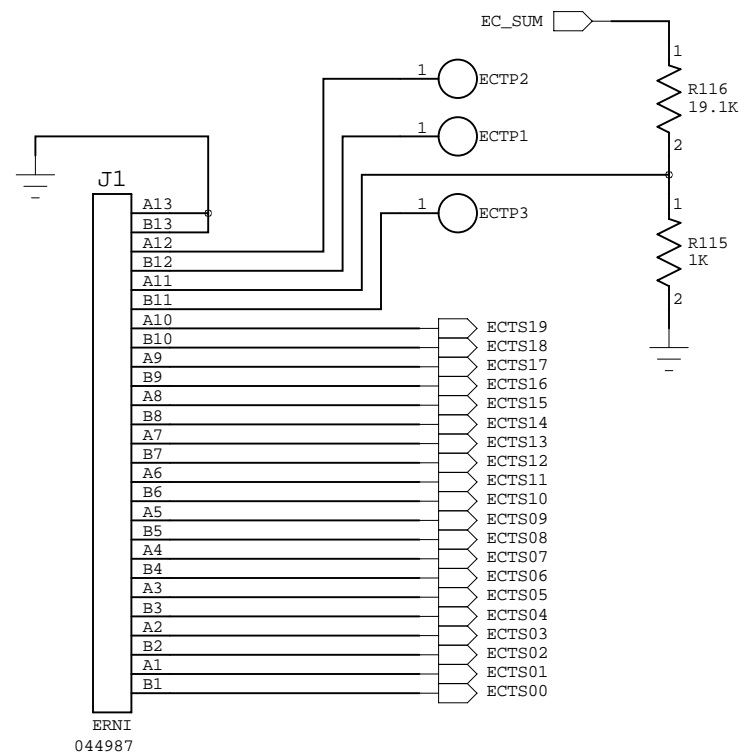 EC_SUM
1
R116
19.1K
2
1 ECTP2
1 ECTP1
1 ECTP3
1
R115
1K
2
J1
A13
B13
A12
B12
A11
B11
A10 ECTS19
B10 ECTS18
A9 ECTS17
B9 ECTS16
A8 ECTS15
B8 ECTS14
A7 ECTS13
B7 ECTS12
A6 ECTS11
B6 ECTS10
A5 ECTS09
B5 ECTS08
A4 ECTS07
B4 ECTS06
A3 ECTS05
B3 ECTS04
A2 ECTS03
B2 ECTS02
A1 ECTS01
B1 ECTS00
ERNI
044987